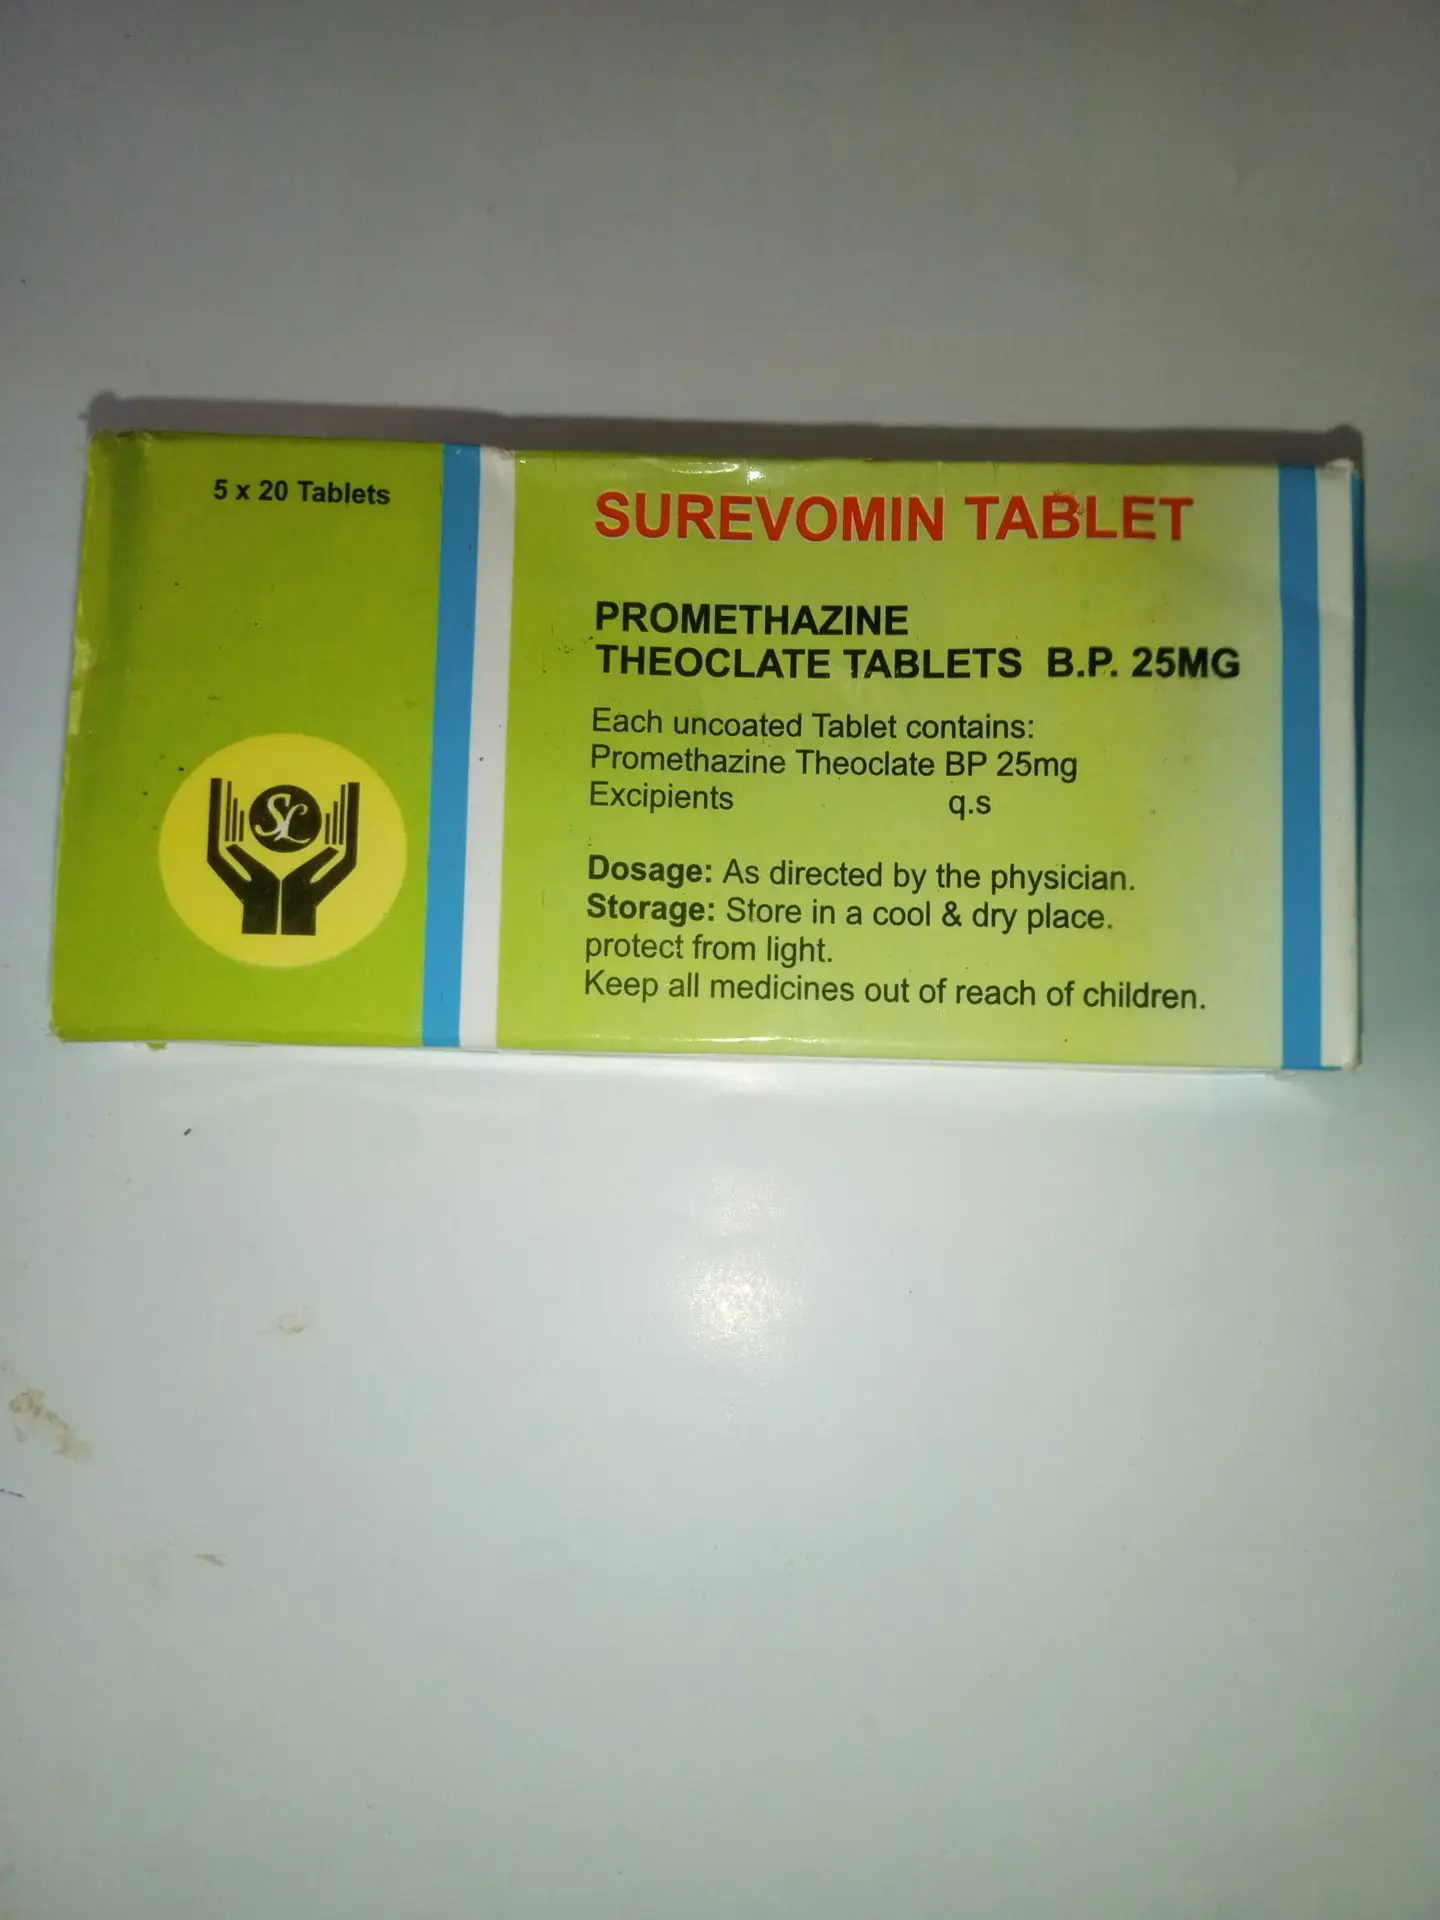 5 x 20 Tablets
SL
SUREVOMIN TABLET
PROMETHAZINE
THEOCLATE TABLETS B.P. 25MG
Each uncoated Tablet contains:
Promethazine Theoclate BP 25mg
Excipients q.s
Dosage: As directed by the physician.
Storage: Store in a cool & dry place.
protect from light.
Keep all medicines out of reach of children.